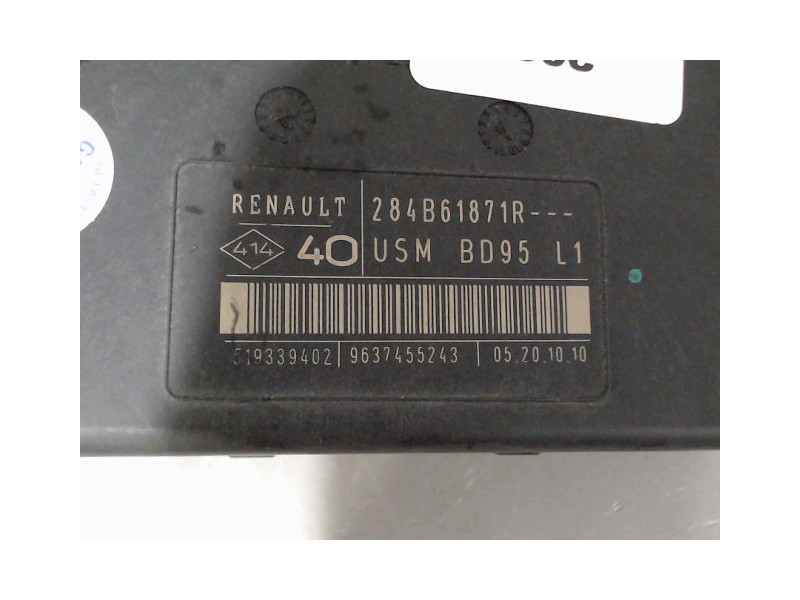 RENAULT 284B61871R---
414 40 USM BD95 L1
519339402 9637455243 05.20.10.10